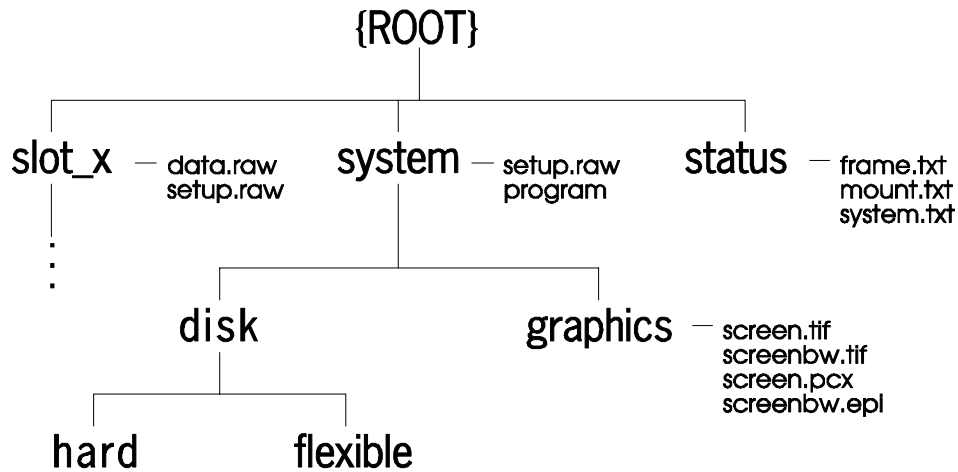 {ROOT}
slot_x
data.raw
setup.raw
system
setup.raw
program
status
frame.txt
mount.txt
system.txt
disk
graphics
screen.tif
screenbw.tif
screen.pcx
screenbw.epl
hard
flexible